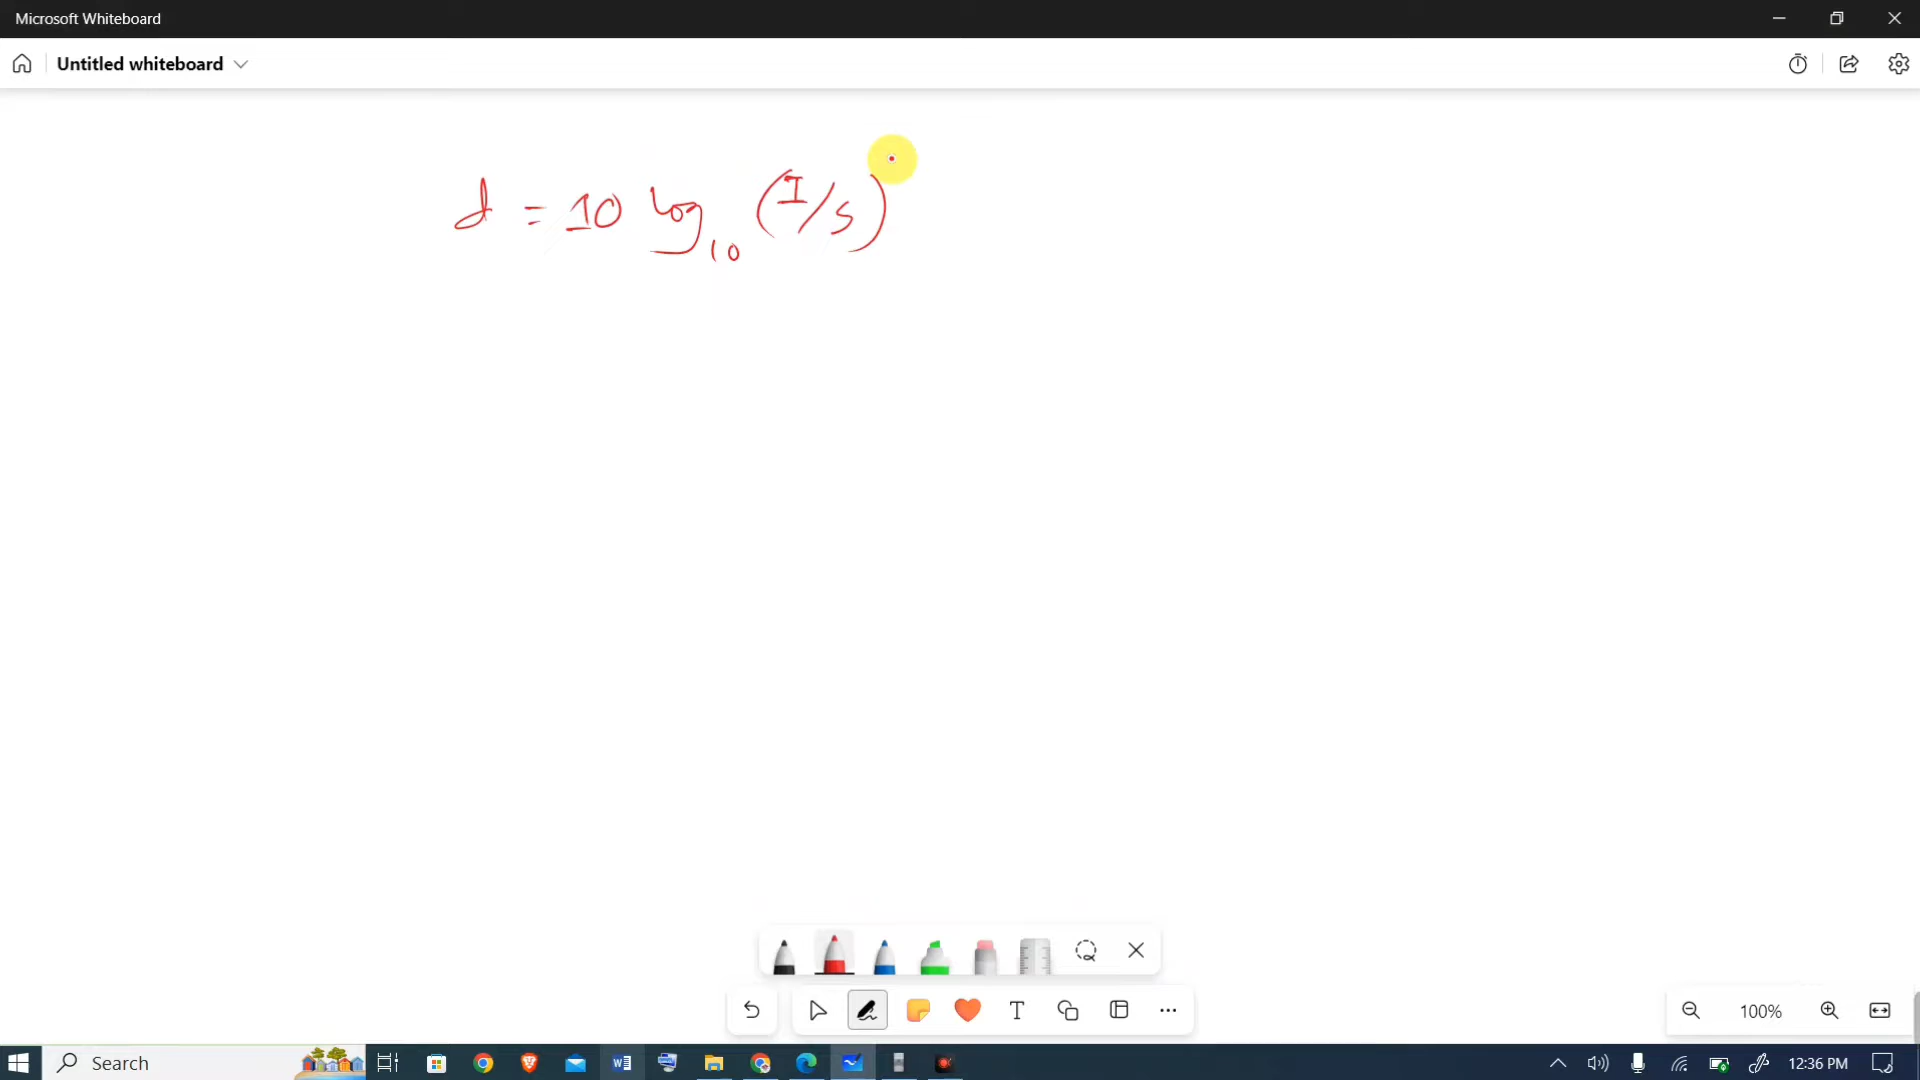 Microsoft Whiteboard
Untitled whiteboard
d = 10 log₁₀ (I/s)
100%
Search
12:36 PM